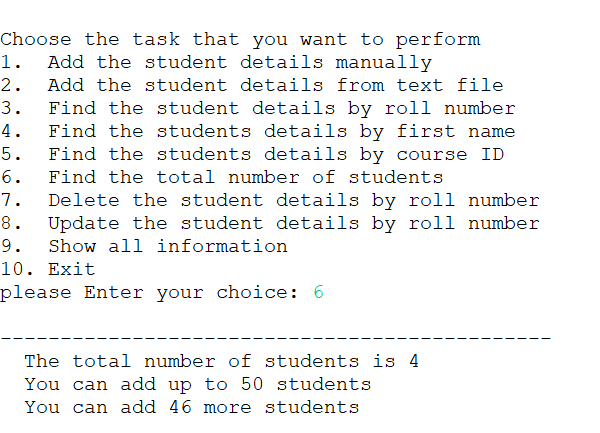 Choose the task that you want to perform
1.  Add the student details manually
2.  Add the student details from text file
3.  Find the student details by roll number
4.  Find the students details by first name
5.  Find the students details by course ID
6.  Find the total number of students
7.  Delete the student details by roll number
8.  Update the student details by roll number
9.  Show all information
10. Exit
please Enter your choice: 6
----------------------------------------------
  The total number of students is 4
  You can add up to 50 students
  You can add 46 more students